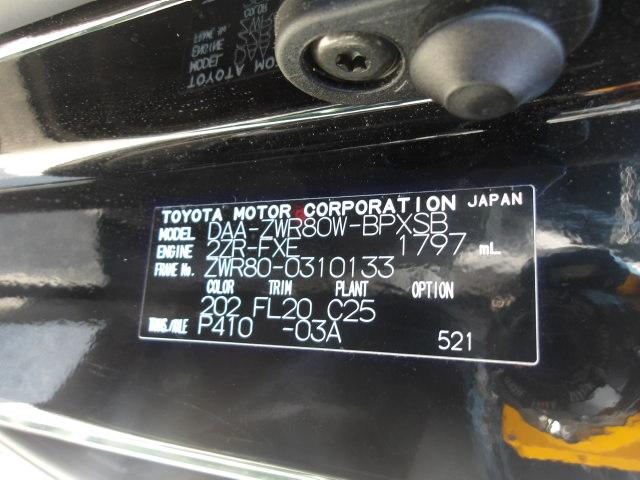 TOYOTA MOTOR CORPORATION JAPAN
MODEL DAA-ZWR80W-BPXSB
ENGINE 2ZR-FXE 1797 mL
FRAME No. ZWR80-0310133
COLOR TRIM PLANT OPTION
202 FL20 C25
TRANS./AXLE P410 -03A
521